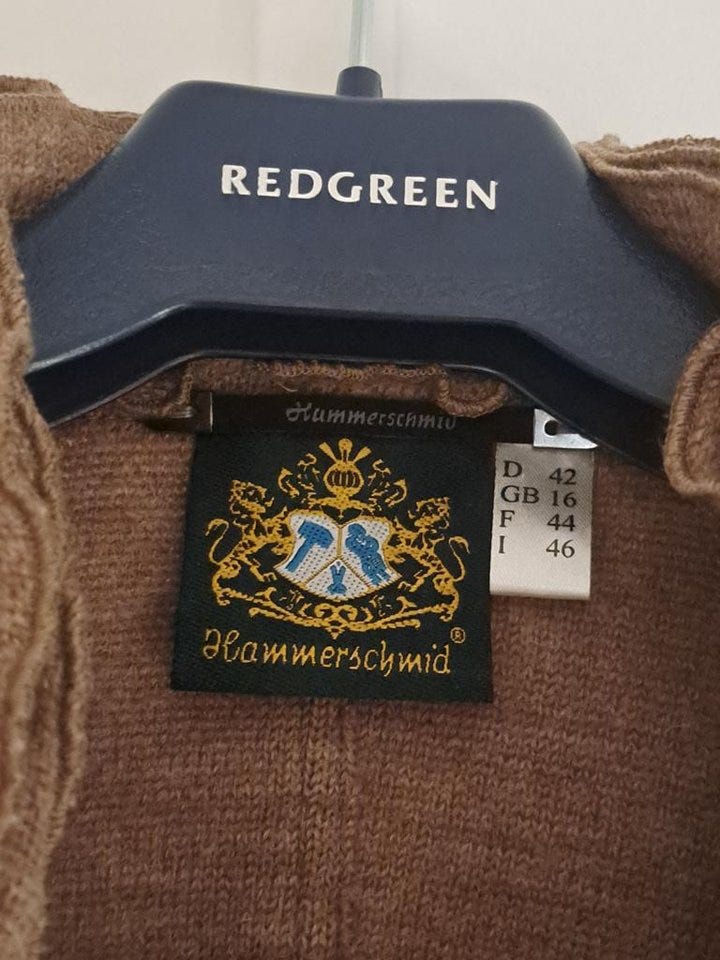 REDGREEN
Hammerschmid
Hammerschmid®
D 42
GB 16
F 44
I 46